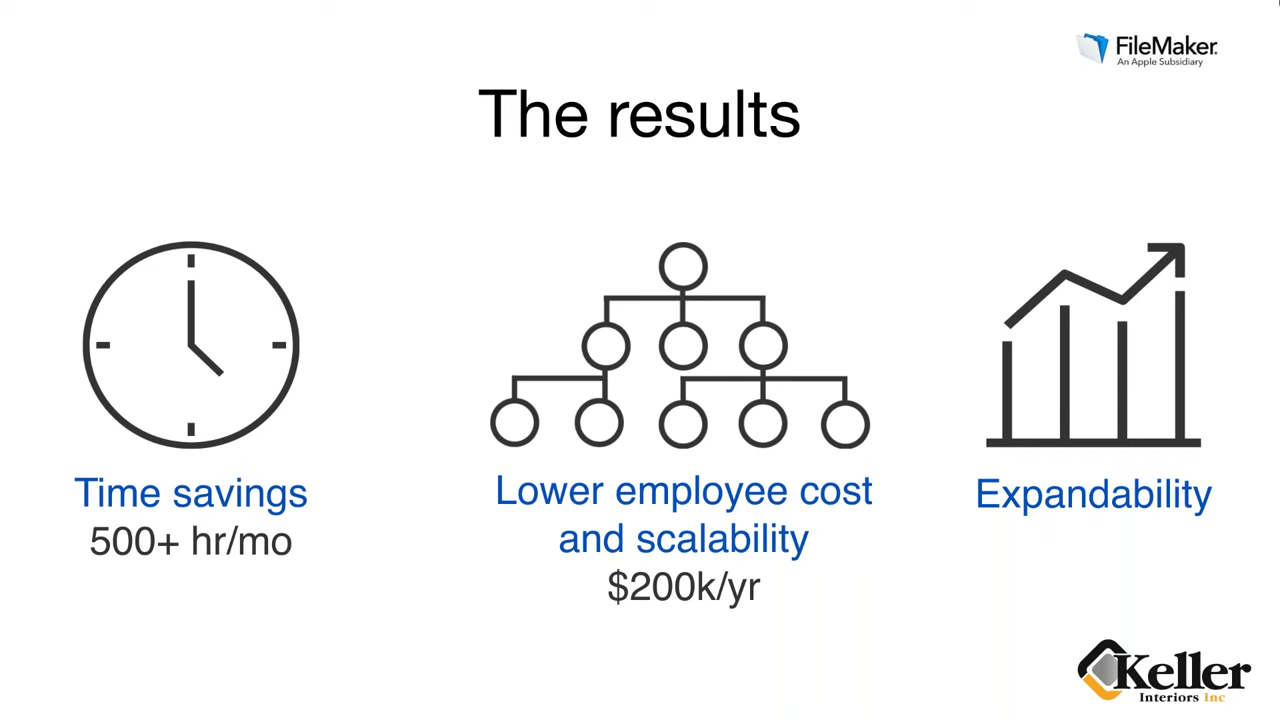 FileMaker
An Apple Subsidiary
The results
Time savings
500+ hr/mo
Lower employee cost
and scalability
$200k/yr
Expandability
Keller
Interiors Inc